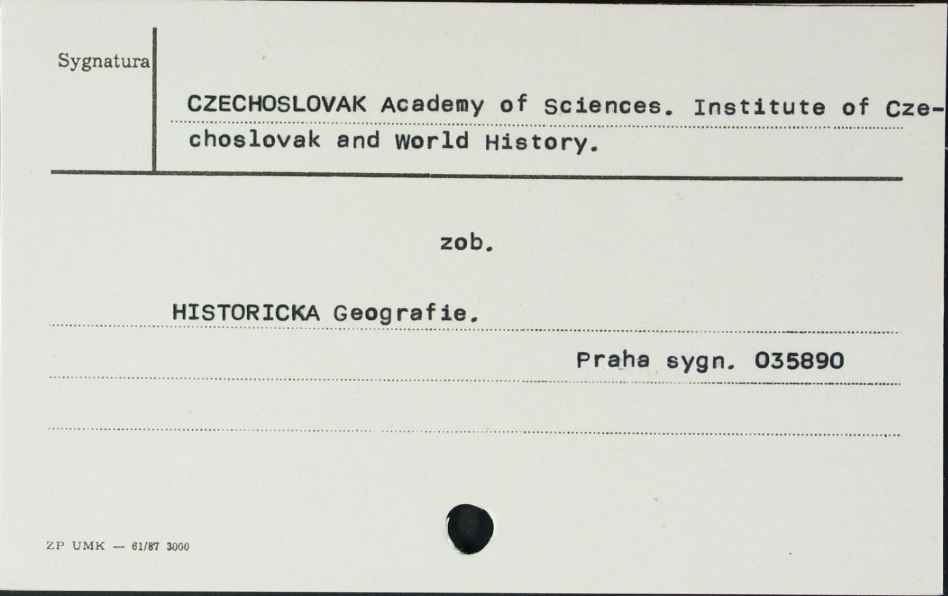 Sygnatura
CZECHOSLOVAK Academy of Sciences. Institute of Cze-
choslovak and World History.
zob.
HISTORICKA Geografie.
Praha sygn. 035890
ZP UMK — 61/87 3000